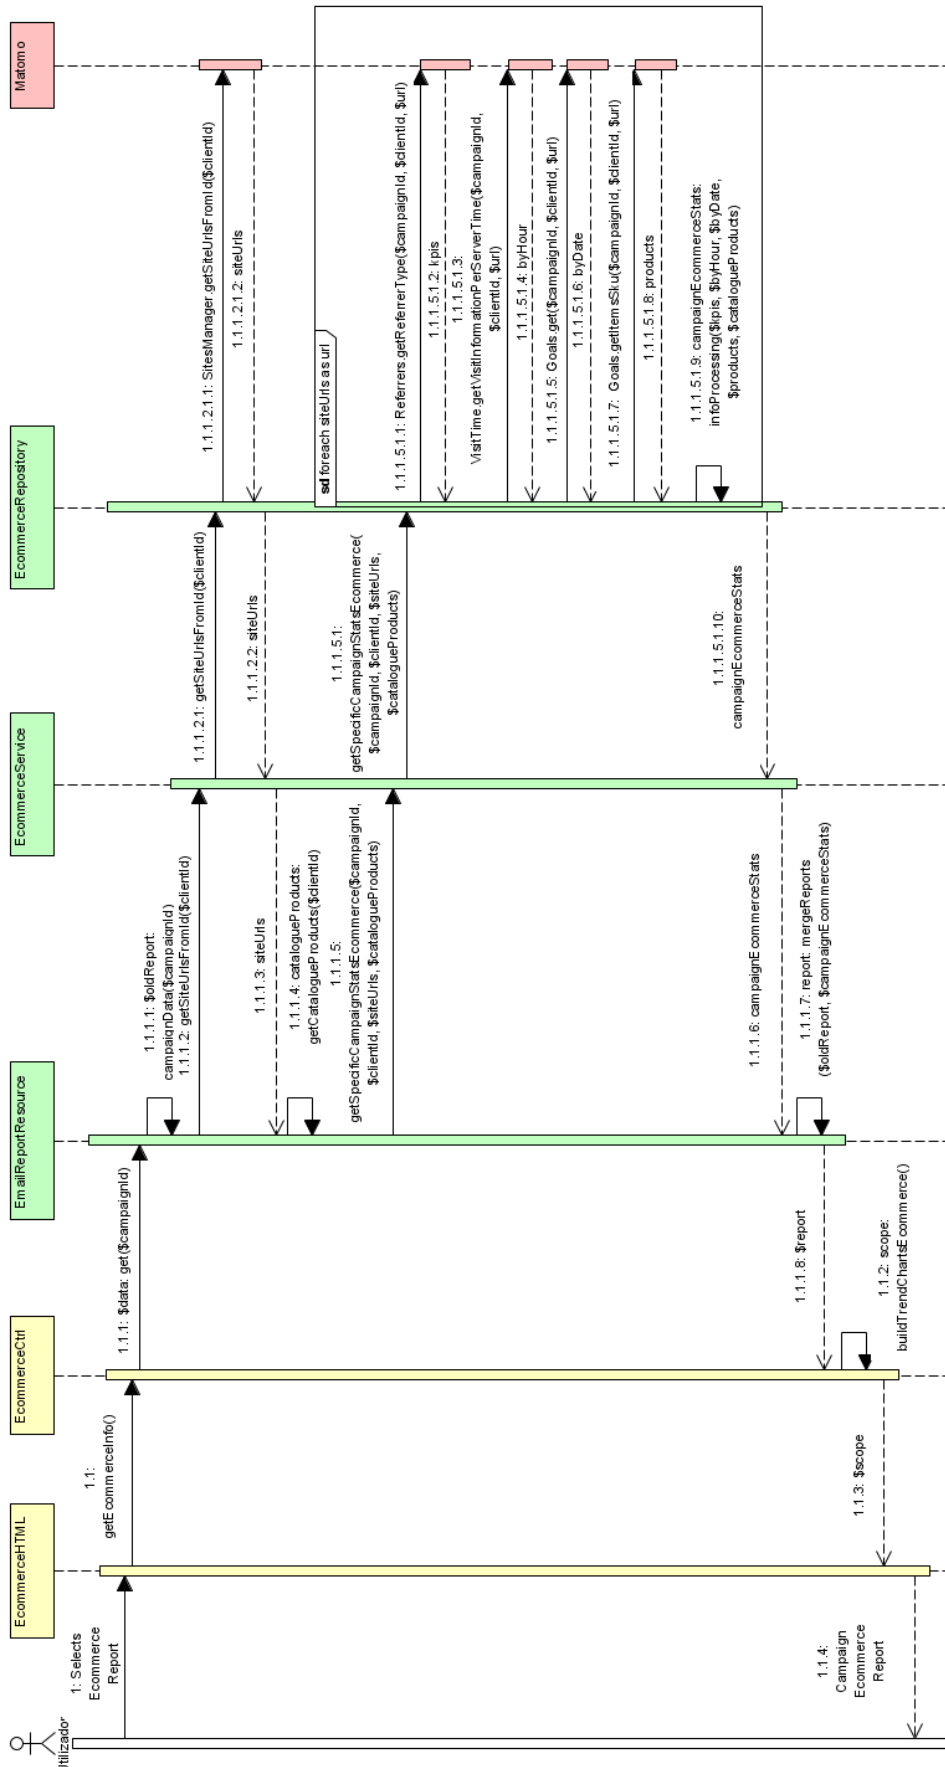 Utilizador
EcommerceHTML
EcommerceCtrl
EmailReportResource
EcommerceService
EcommerceRepository
Matomo
1: Selects
Ecommerce
Report
1.1:
getEcommerceInfo()
1.1.1: $data: get($campaignId)
1.1.1.1: $oldReport:
campaignData($campaignId)
1.1.1.2: getSiteUrlsFromId($clientId)
1.1.1.2.1: getSiteUrlsFromId($clientId)
1.1.1.2.1.1: SitesManager.getSiteUrlsFromId($clientId)
1.1.1.2.1.2: siteUrls
1.1.1.2.2: siteUrls
1.1.1.3: siteUrls
1.1.1.4: catalogueProducts:
getCatalogueProducts($clientId)
1.1.1.5:
getSpecificCampaignStatsEcommerce($campaignId,
$clientId, $siteUrls, $catalogueProducts)
1.1.1.5.1:
getSpecificCampaignStatsEcommerce(
$campaignId, $clientId, $siteUrls,
$catalogueProducts)
sd foreach siteUrls as url
1.1.1.5.1.1: Referrers.getReferrerType($campaignId, $clientId, $url)
1.1.1.5.1.2: kpis
1.1.1.5.1.3:
VisitTime.getVisitInformationPerServerTime($campaignId,
$clientId, $url)
1.1.1.5.1.4: byHour
1.1.1.5.1.5: Goals.get($campaignId, $clientId, $url)
1.1.1.5.1.6: byDate
1.1.1.5.1.7: Goals.getItemsSku($campaignId, $clientId, $url)
1.1.1.5.1.8: products
1.1.1.5.1.9: campaignEcommerceStats:
infoProcessing($kpis, $byHour, $byDate,
$products, $catalogueProducts)
1.1.1.5.1.10:
campaignEcommerceStats
1.1.1.6: campaignEcommerceStats
1.1.1.7: report: mergeReports
($oldReport, $campaignEcommerceStats)
1.1.1.8: $report
1.1.2: scope:
buildTrendChartsEcommerce()
1.1.3: $scope
1.1.4:
Campaign
Ecommerce
Report